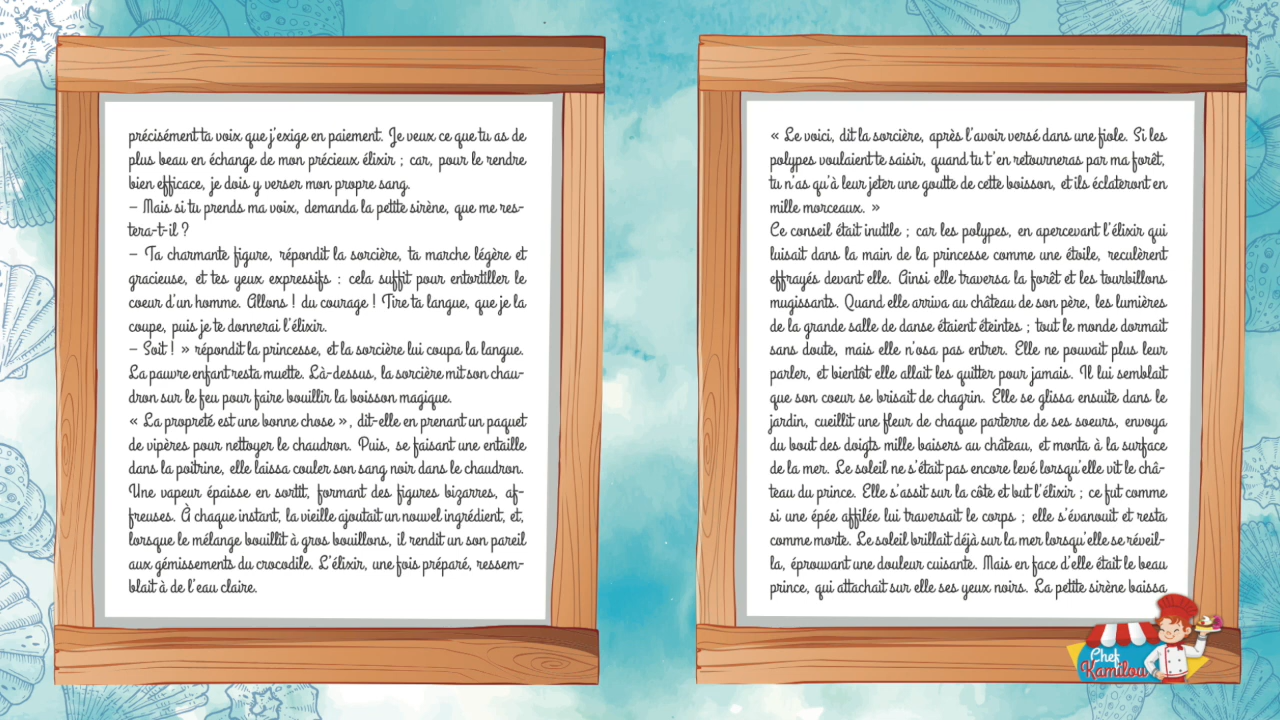 précisément ta voix que j'exige en paiement. Je veux ce que tu as de
plus beau en échange de mon précieux élixir ; car, pour le rendre
bien efficace, je dois y verser mon propre sang.
– Mais si tu prends ma voix, demanda la petite sirène, que me res-
tera-t-il ?
– Ta charmante figure, répondit la sorcière, ta marche légère et
gracieuse, et tes yeux expressifs : cela suffit pour entortiller le
coeur d'un homme. Allons ! du courage ! Tire ta langue, que je la
coupe, puis je te donnerai l'élixir.
– Soit ! » répondit la princesse, et la sorcière lui coupa la langue.
La pauvre enfant resta muette. Là-dessus, la sorcière mit son chau-
dron sur le feu pour faire bouillir la boisson magique.
« La propreté est une bonne chose », dit-elle en prenant un paquet
de vipères pour nettoyer le chaudron. Puis, se faisant une entaille
dans la poitrine, elle laissa couler son sang noir dans le chaudron.
Une vapeur épaisse en sortit, formant des figures bizarres, af-
freuses. À chaque instant, la vieille ajoutait un nouvel ingrédient, et,
lorsque le mélange bouillit à gros bouillons, il rendit un son pareil
aux gémissements du crocodile. L'élixir, une fois préparé, ressem-
blait à de l'eau claire.
« Le voici, dit la sorcière, après l'avoir versé dans une fiole. Si les
polypes voulaient te saisir, quand tu t'en retourneras par ma forêt,
tu n'as qu'à leur jeter une goutte de cette boisson, et ils éclateront en
mille morceaux. »
Ce conseil était inutile ; car les polypes, en apercevant l'élixir qui
luisait dans la main de la princesse comme une étoile, reculèrent
effrayés devant elle. Ainsi elle traversa la forêt et les tourbillons
mugissants. Quand elle arriva au château de son père, les lumières
de la grande salle de danse étaient éteintes ; tout le monde dormait
sans doute, mais elle n'osa pas entrer. Elle ne pouvait plus leur
parler, et bientôt elle allait les quitter pour jamais. Il lui semblait
que son coeur se brisait de chagrin. Elle se glissa ensuite dans le
jardin, cueillit une fleur de chaque parterre de ses soeurs, envoya
du bout des doigts mille baisers au château, et monta à la surface
de la mer. Le soleil ne s'était pas encore levé lorsqu'elle vit le châ-
teau du prince. Elle s'assit sur la côte et but l'élixir ; ce fut comme
si une épée affilée lui traversait le corps ; elle s'évanouit et resta
comme morte. Le soleil brillait déjà sur la mer lorsqu'elle se réveil-
la, éprouvant une douleur cuisante. Mais en face d'elle était le beau
prince, qui attachait sur elle ses yeux noirs. La petite sirène baissa
Chef
Kamilou